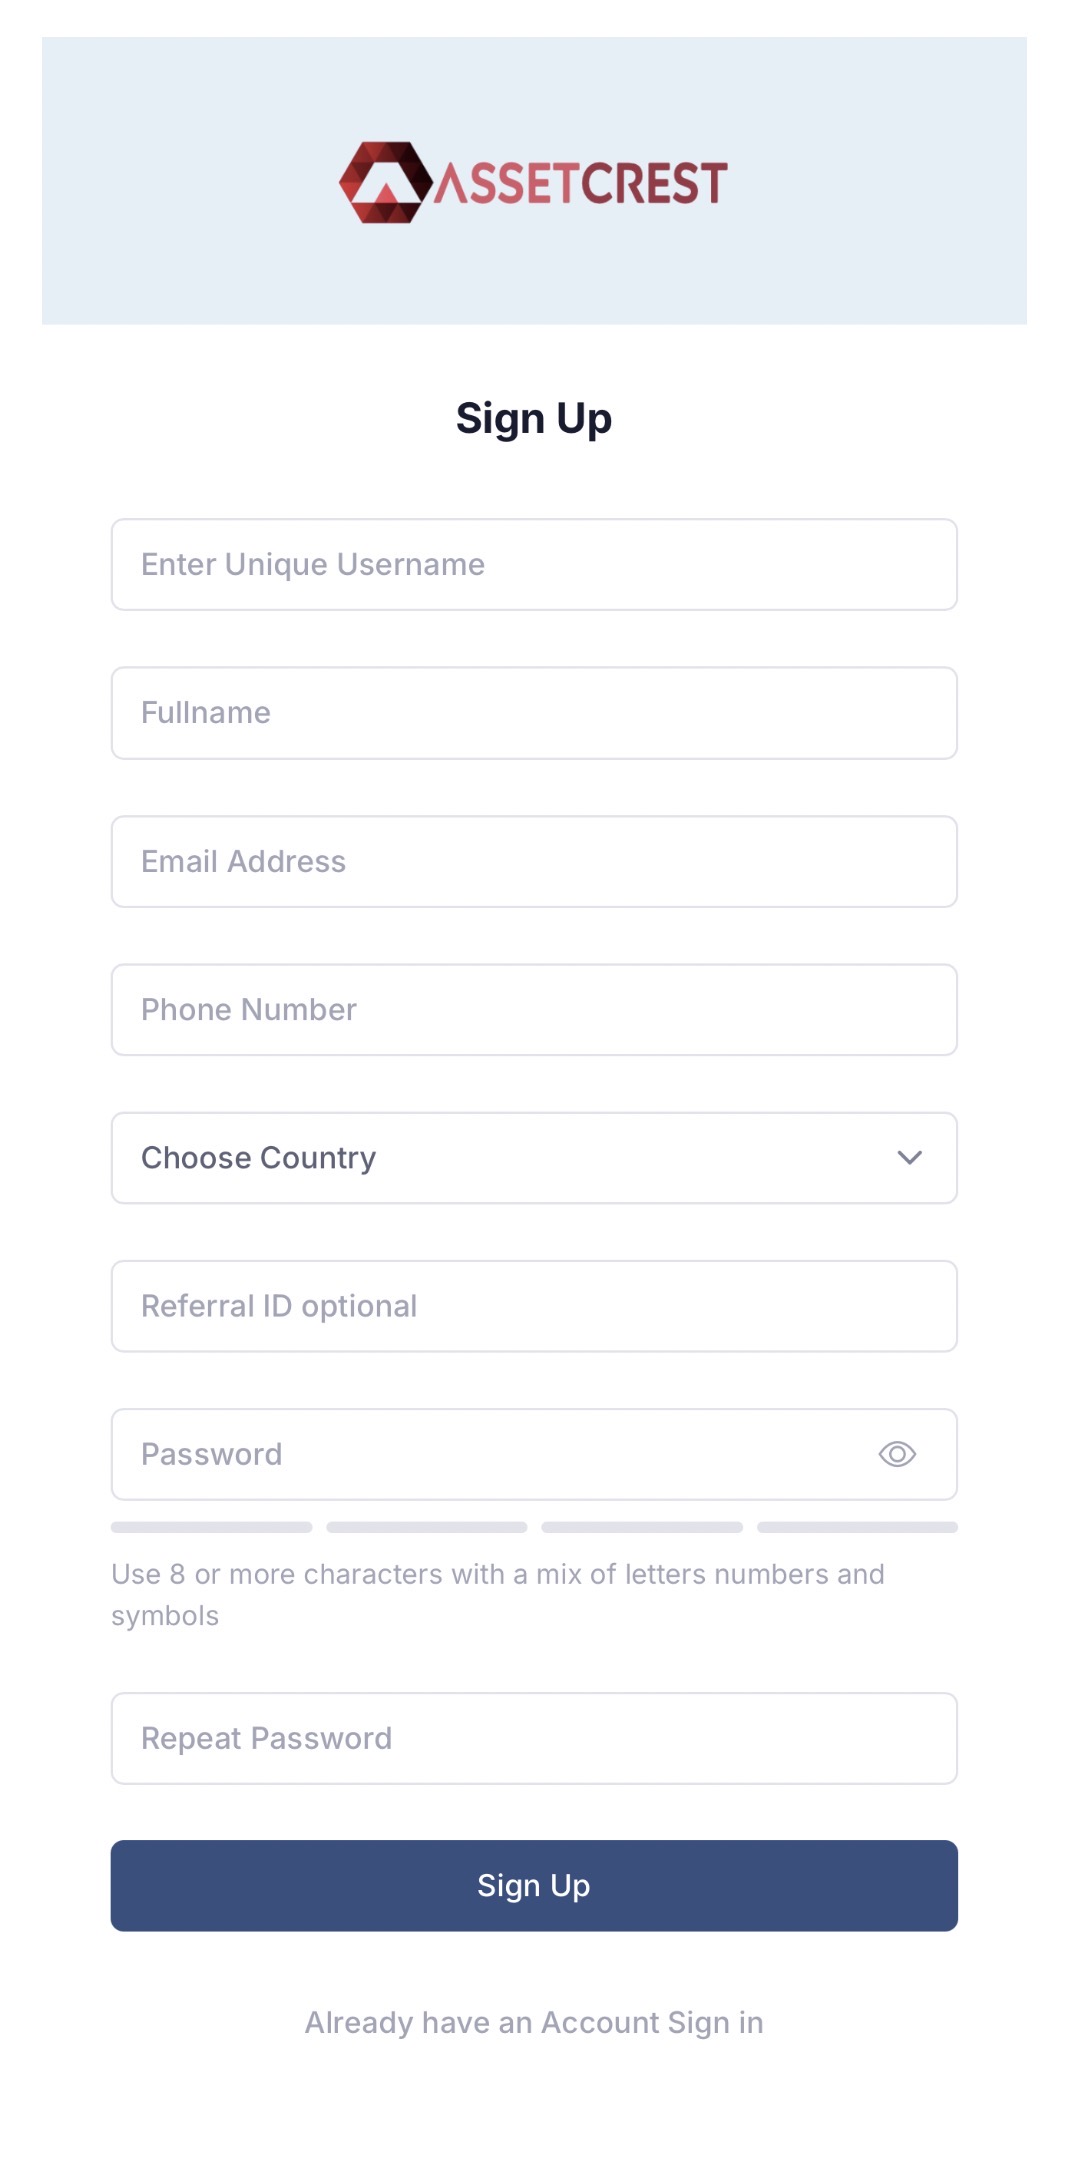 ASSETCREST
Sign Up
Enter Unique Username
Fullname
Email Address
Phone Number
Choose Country
Referral ID optional
Password
Use 8 or more characters with a mix of letters numbers and
symbols
Repeat Password
Sign Up
Already have an Account Sign in